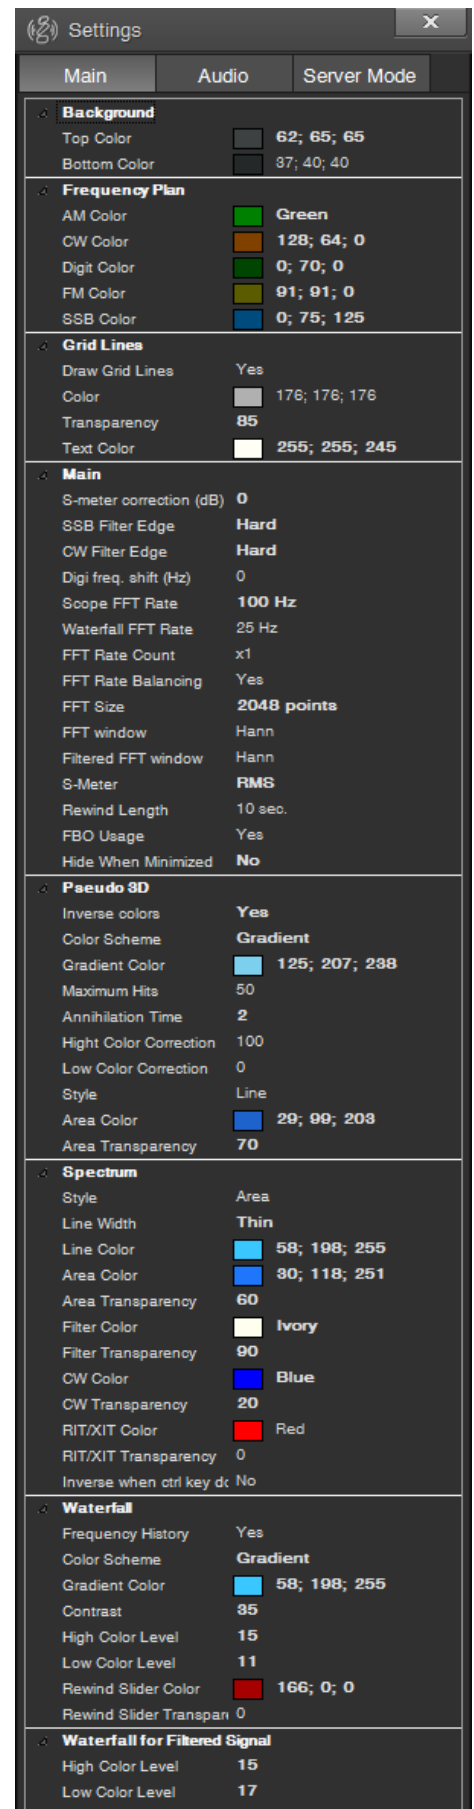 Settings
Main Audio Server Mode
Background
Top Color 62; 65; 65
Bottom Color 37; 40; 40
Frequency Plan
AM Color Green
CW Color 128; 64; 0
Digit Color 0; 70; 0
FM Color 91; 91; 0
SSB Color 0; 75; 125
Grid Lines
Draw Grid Lines Yes
Color 176; 176; 176
Transparency 85
Text Color 255; 255; 245
Main
S-meter correction (dB) 0
SSB Filter Edge Hard
CW Filter Edge Hard
Digi freq. shift (Hz) 0
Scope FFT Rate 100 Hz
Waterfall FFT Rate 25 Hz
FFT Rate Count x1
FFT Rate Balancing Yes
FFT Size 2048 points
FFT window Hann
Filtered FFT window Hann
S-Meter RMS
Rewind Length 10 sec.
FBO Usage Yes
Hide When Minimized No
Pseudo 3D
Inverse colors Yes
Color Scheme Gradient
Gradient Color 125; 207; 238
Maximum Hits 50
Annihilation Time 2
Hight Color Correction 100
Low Color Correction 0
Style Line
Area Color 29; 99; 203
Area Transparency 70
Spectrum
Style Area
Line Width Thin
Line Color 58; 198; 255
Area Color 30; 118; 251
Area Transparency 60
Filter Color Ivory
Filter Transparency 90
CW Color Blue
CW Transparency 20
RIT/XIT Color Red
RIT/XIT Transparency 0
Inverse when ctrl key dc No
Waterfall
Frequency History Yes
Color Scheme Gradient
Gradient Color 58; 198; 255
Contrast 35
High Color Level 15
Low Color Level 11
Rewind Slider Color 166; 0; 0
Rewind Slider Transpan 0
Waterfall for Filtered Signal
High Color Level 15
Low Color Level 17